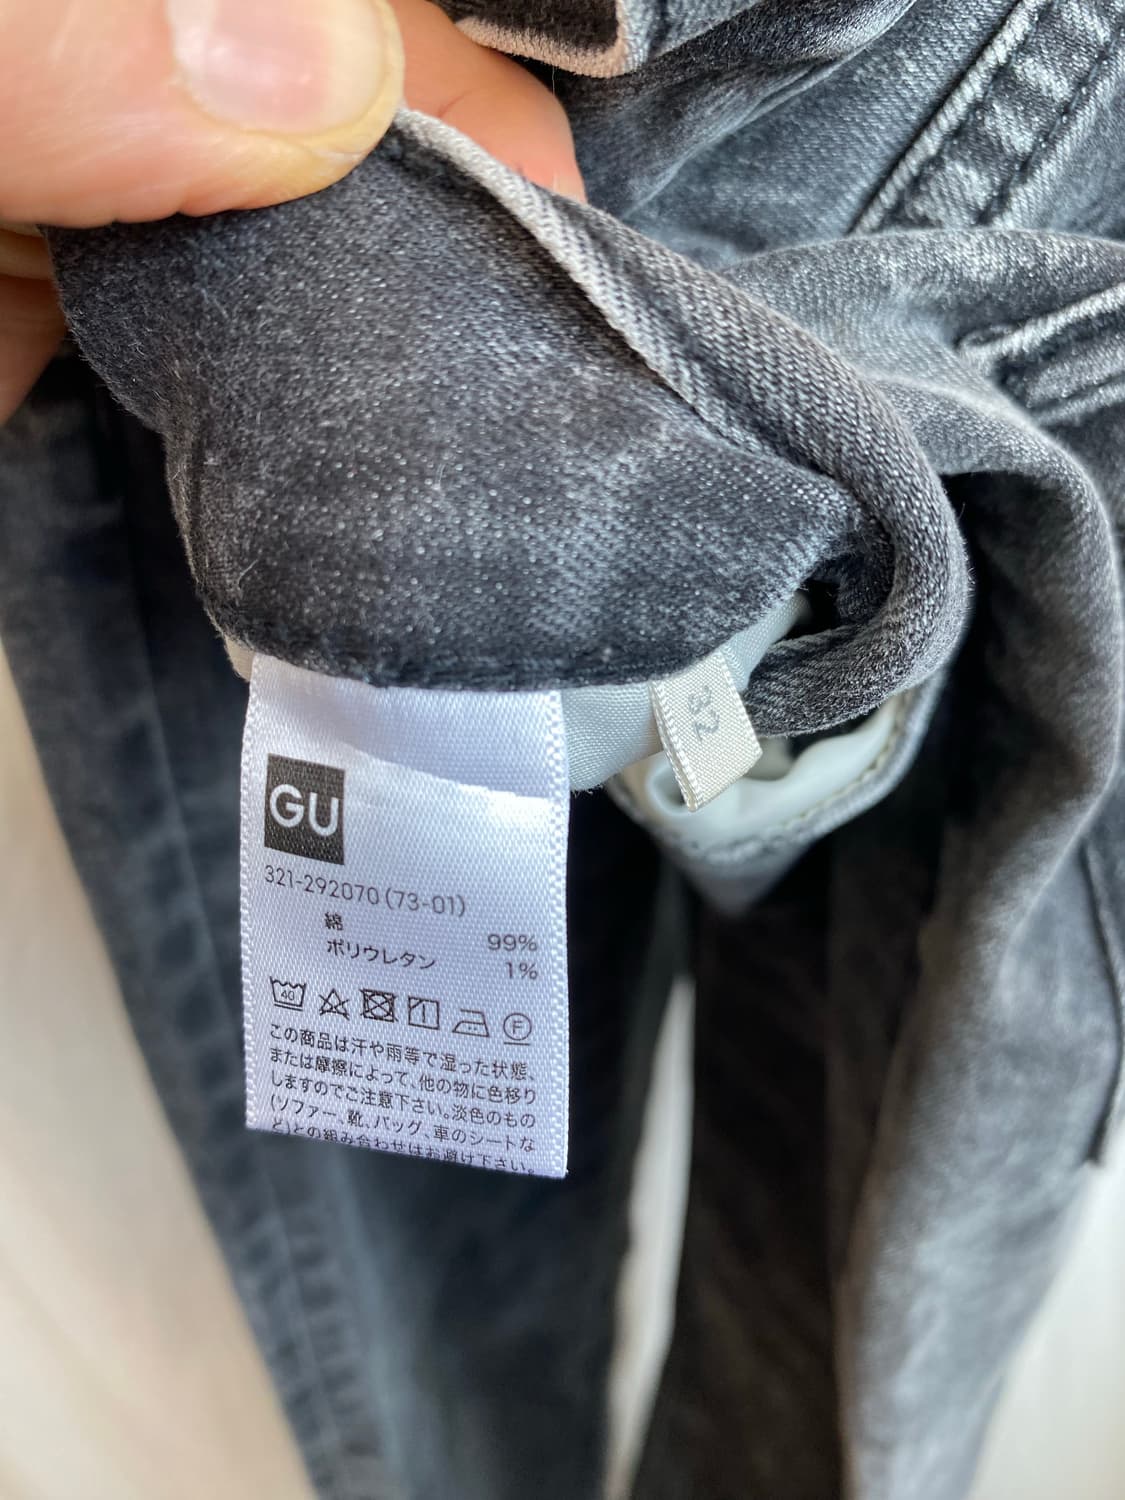 GU
321-292070(73-01)
綿 99%
ポリウレタン 1%
40
F
この商品は汗や雨等で湿った状態、
または摩擦によって、他の物に色移り
しますのでご注意下さい。淡色のもの
(ソファー、靴、バッグ、車のシートな
ど)との組み合わせはお避け下さい。
32